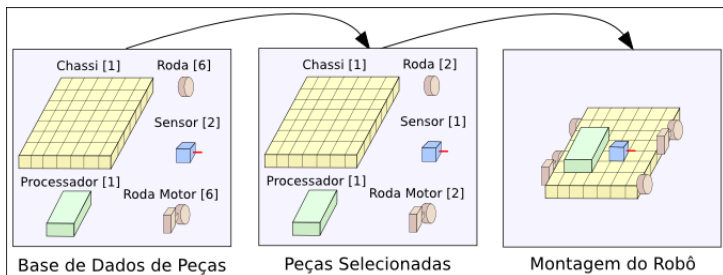 Chassi [1]
Roda [6]
Sensor [2]
Processador [1]
Roda Motor [6]
Base de Dados de Peças
Chassi [1]
Roda [2]
Sensor [1]
Processador [1]
Roda Motor [2]
Peças Selecionadas
Montagem do Robô